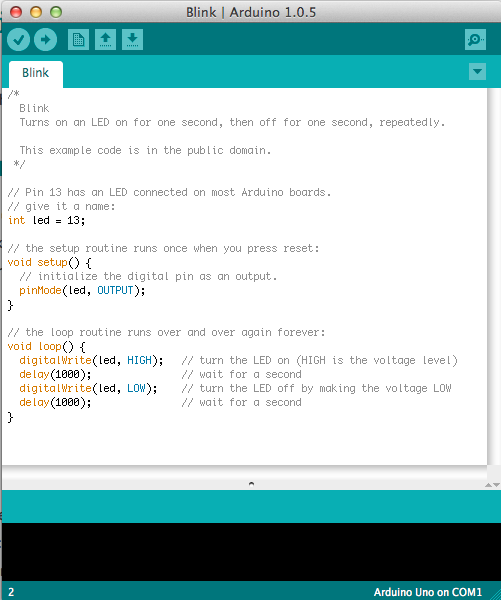 Blink | Arduino 1.0.5
Blink
/*
  Blink
  Turns on an LED on for one second, then off for one second, repeatedly.

  This example code is in the public domain.
 */

// Pin 13 has an LED connected on most Arduino boards.
// give it a name:
int led = 13;

// the setup routine runs once when you press reset:
void setup() {
  // initialize the digital pin as an output.
  pinMode(led, OUTPUT);
}

// the loop routine runs over and over again forever:
void loop() {
  digitalWrite(led, HIGH);   // turn the LED on (HIGH is the voltage level)
  delay(1000);               // wait for a second
  digitalWrite(led, LOW);    // turn the LED off by making the voltage LOW
  delay(1000);               // wait for a second
}
2 Arduino Uno on COM1